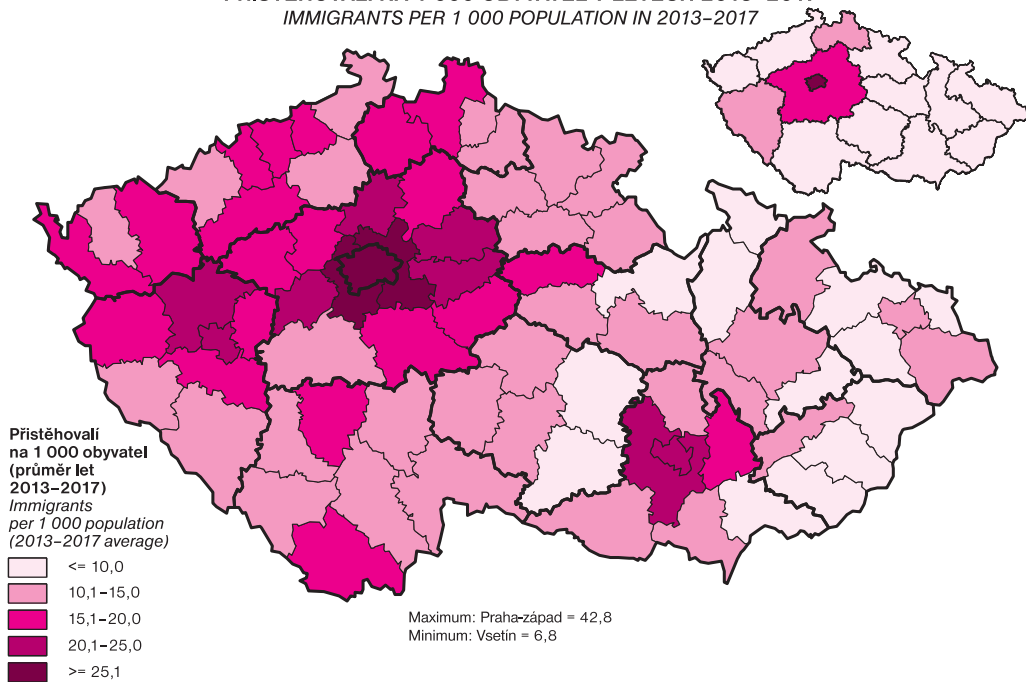 IMMIGRANTS PER 1 000 POPULATION IN 2013–2017
Přistěhovalí
na 1 000 obyvatel
(průměr let
2013–2017)
Immigrants
per 1 000 population
(2013–2017 average)
<= 10,0
10,1–15,0
15,1–20,0
20,1–25,0
>= 25,1
Maximum: Praha-západ = 42,8
Minimum: Vsetín = 6,8